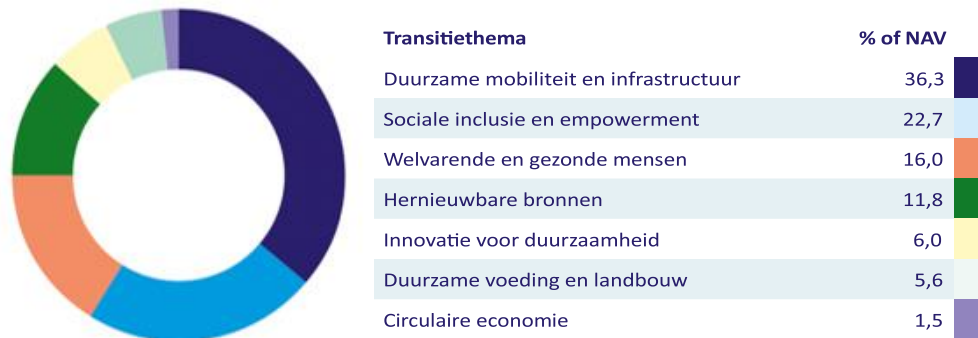 Transitiethema % of NAV
Duurzame mobiliteit en infrastructuur 36,3
Sociale inclusie en empowerment 22,7
Welvarende en gezonde mensen 16,0
Hernieuwbare bronnen 11,8
Innovatie voor duurzaamheid 6,0
Duurzame voeding en landbouw 5,6
Circulaire economie 1,5